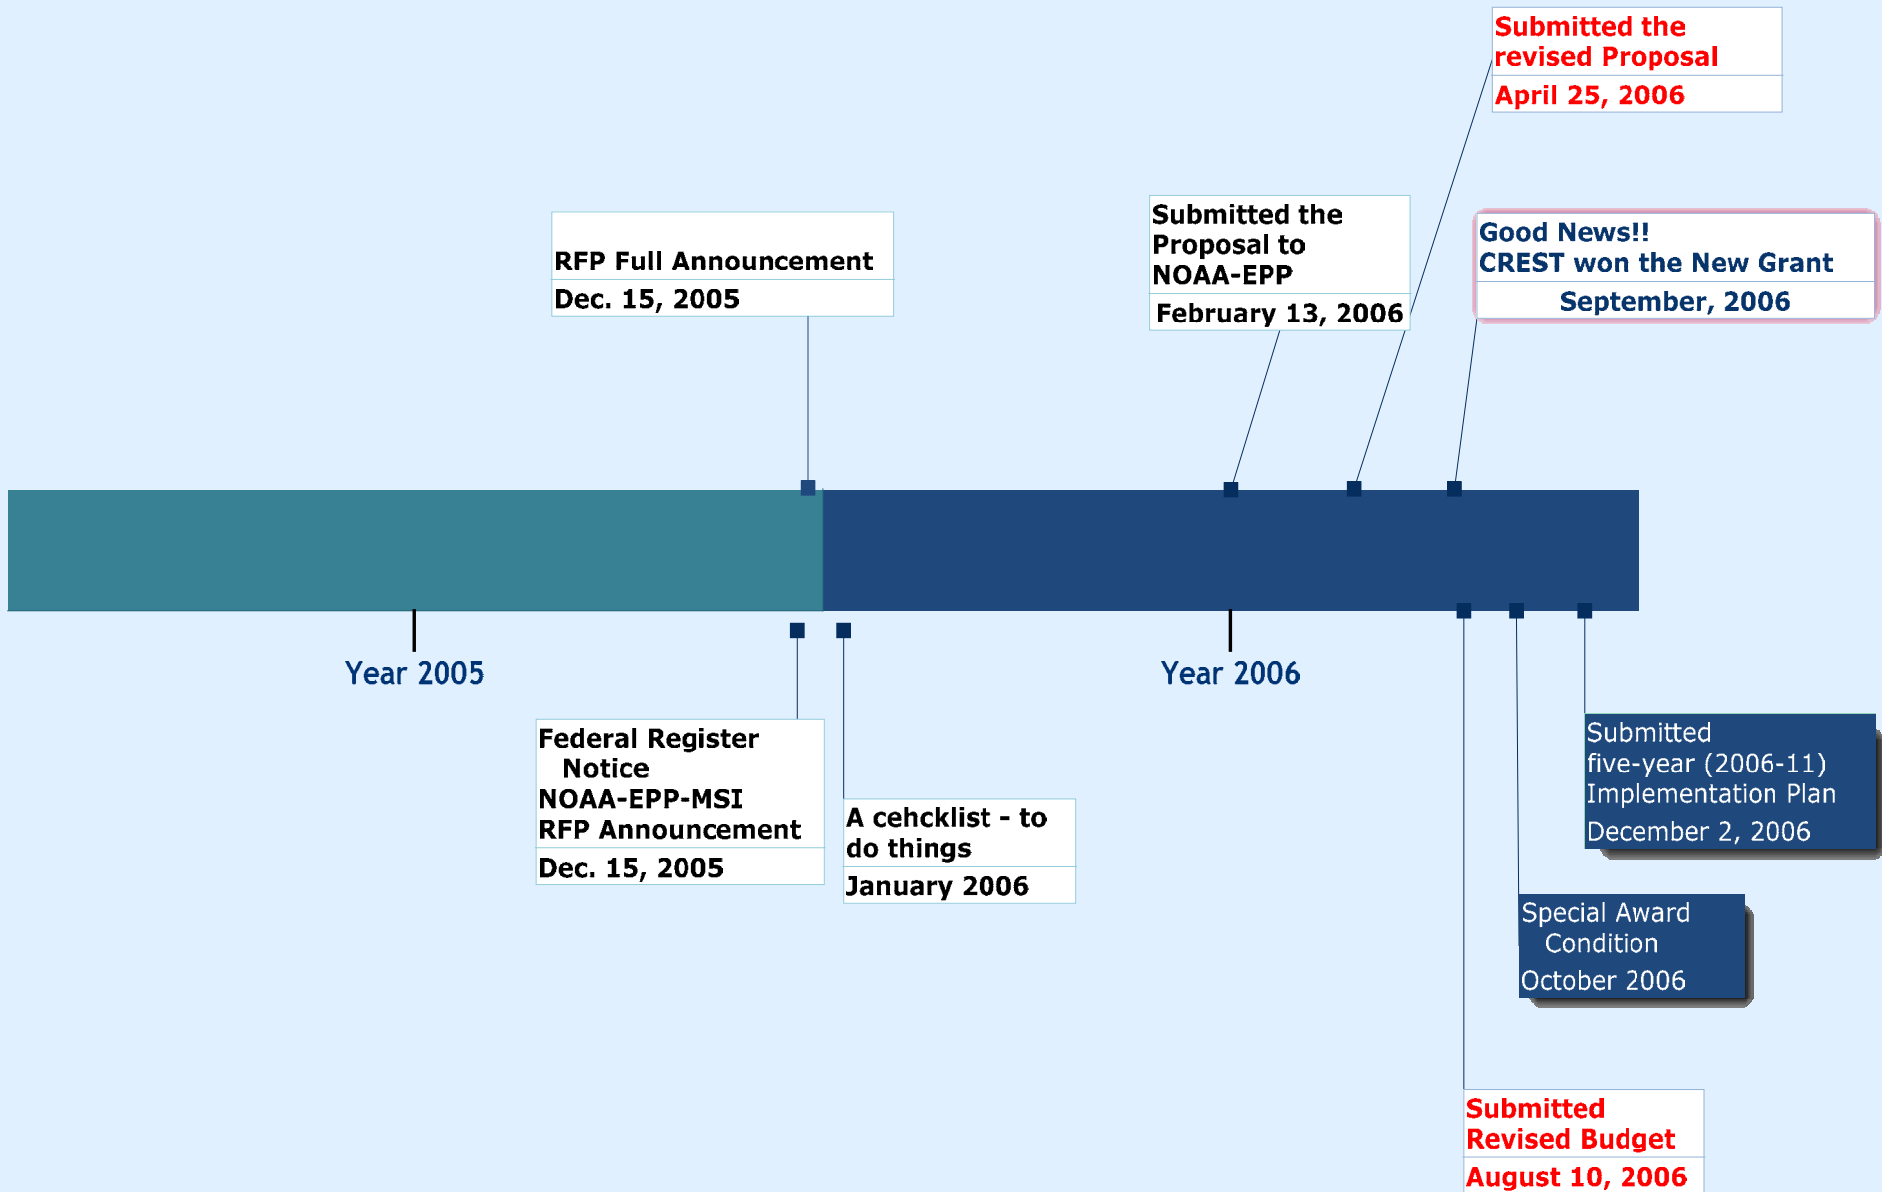 Submitted the
revised Proposal
April 25, 2006
RFP Full Announcement
Dec. 15, 2005
Submitted the
Proposal to
NOAA-EPP
February 13, 2006
Good News!!
CREST won the New Grant
September, 2006
Year 2005
Year 2006
Federal Register
Notice
NOAA-EPP-MSI
RFP Announcement
Dec. 15, 2005
A cehcklist - to
do things
January 2006
Submitted
five-year (2006-11)
Implementation Plan
December 2, 2006
Special Award
Condition
October 2006
Submitted
Revised Budget
August 10, 2006